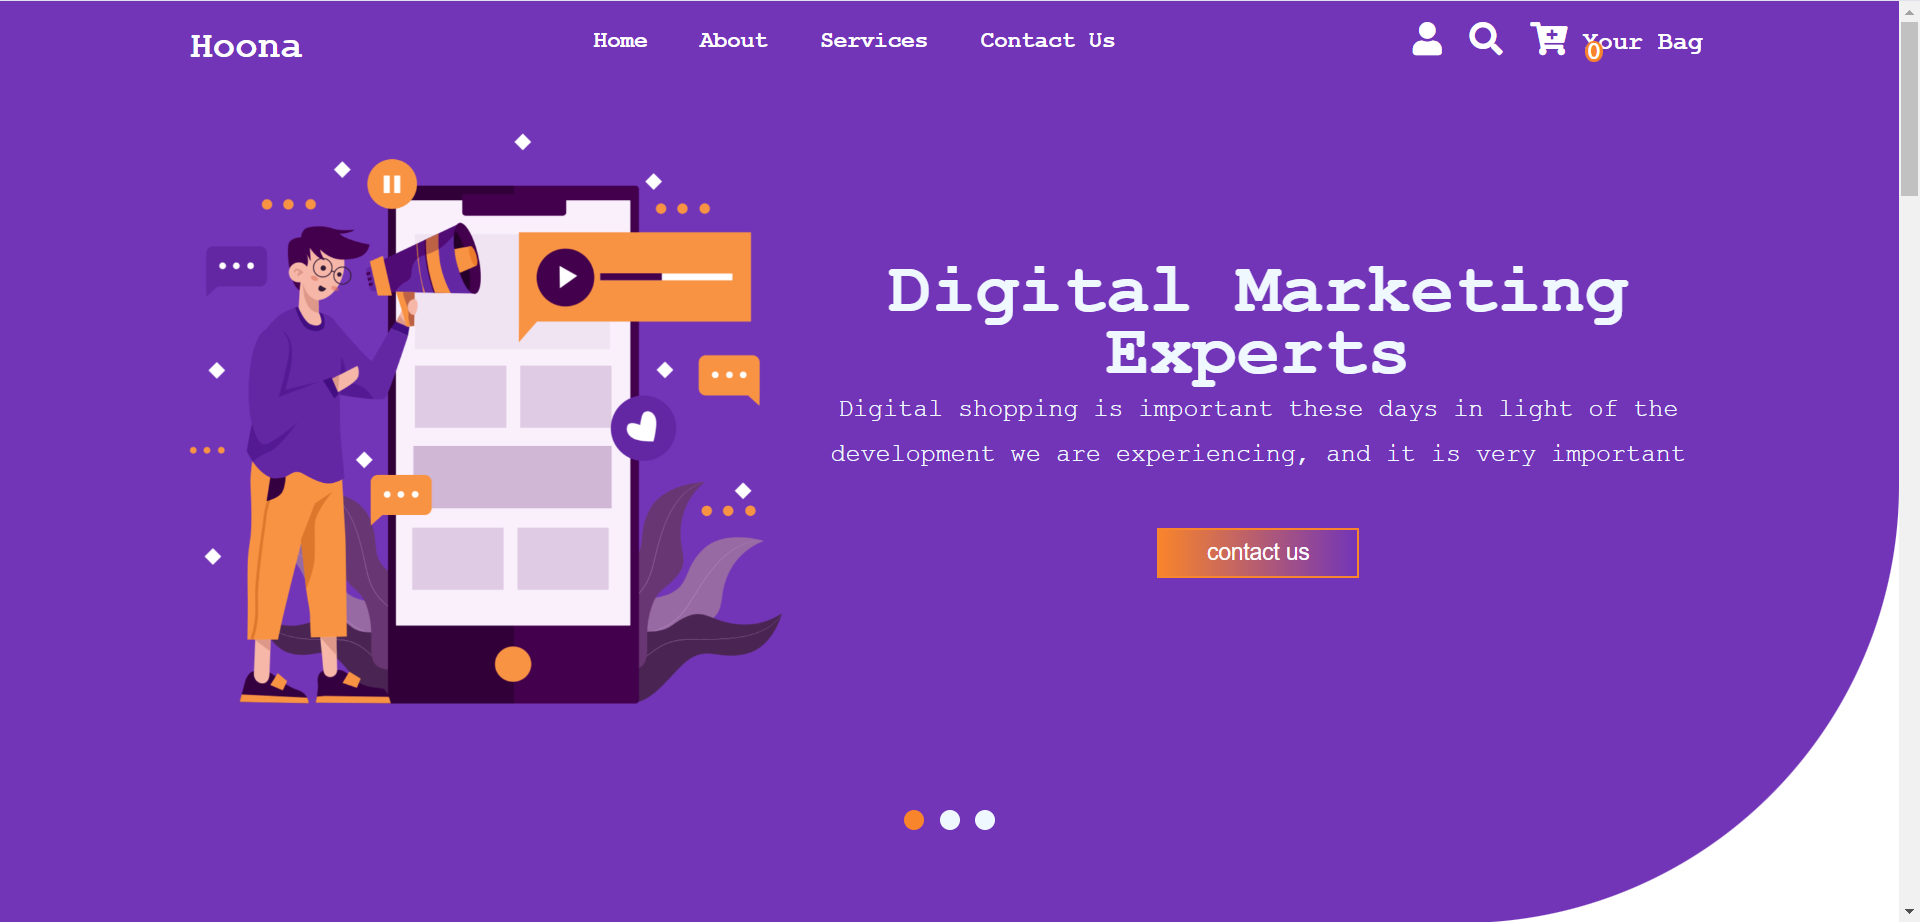 Hoona
Home
About
Services
Contact Us
Your Bag
0
Digital Marketing
Experts
Digital shopping is important these days in light of the
development we are experiencing, and it is very important
contact us